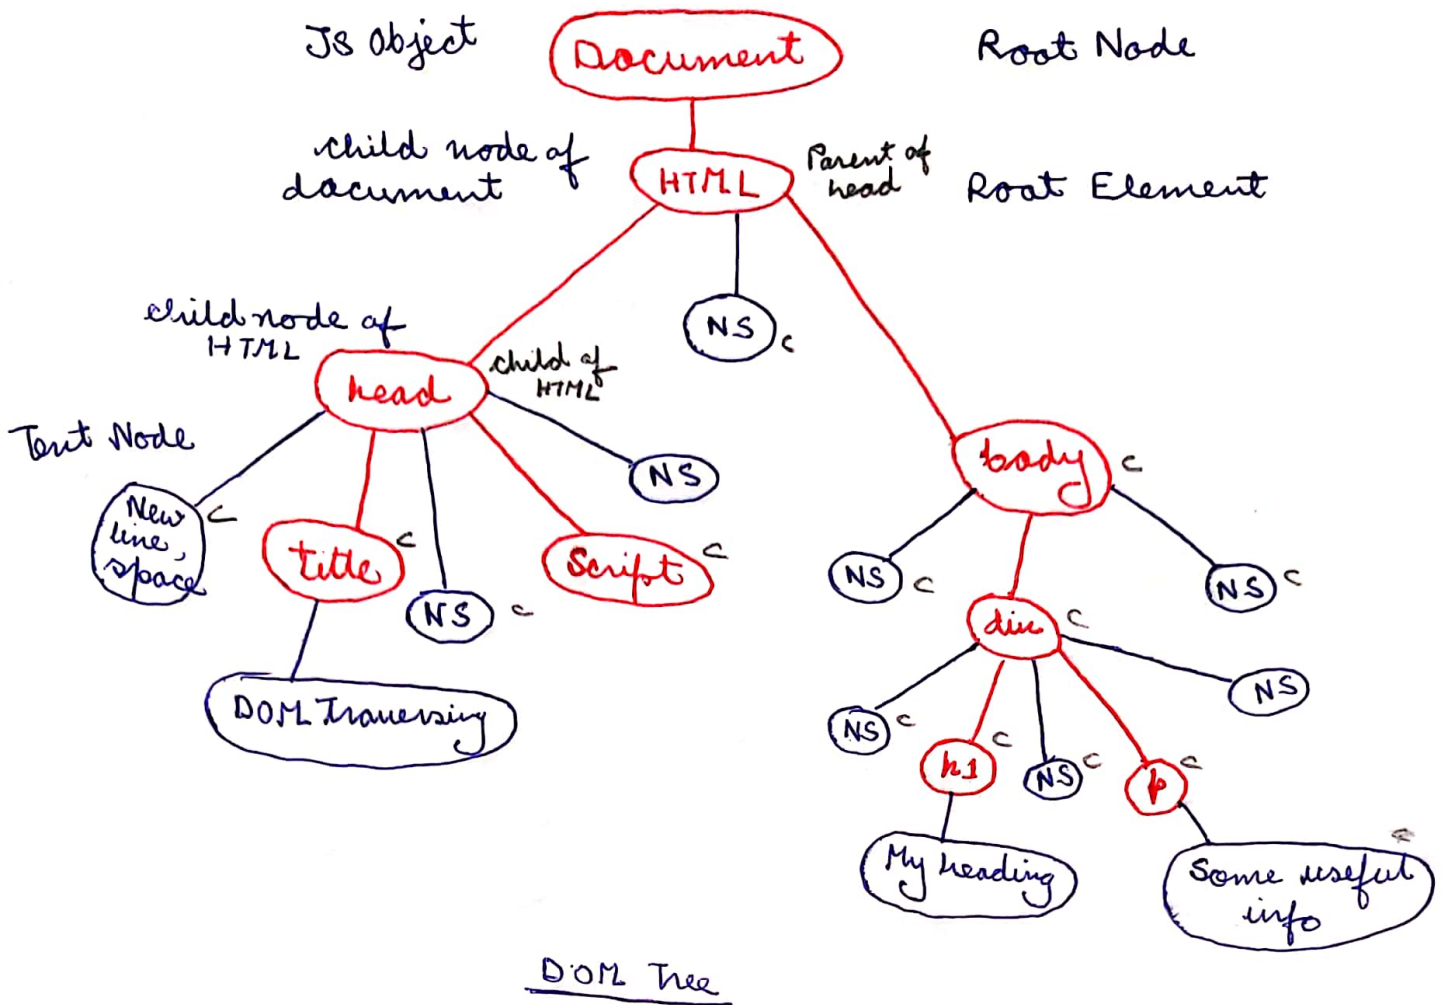 JS Object
Document
Root Node
child node of
document
HTML
Parent of
head
Root Element
NS
c
child node of
HTML
head
child of
HTML
Text Node
New
line,
space
c
title
c
NS
c
Script
c
NS
DOM Traversing
body
c
NS
c
NS
c
div
c
NS
c
h1
c
NS
c
p
c
NS
My heading
Some useful
info
c
DOM Tree